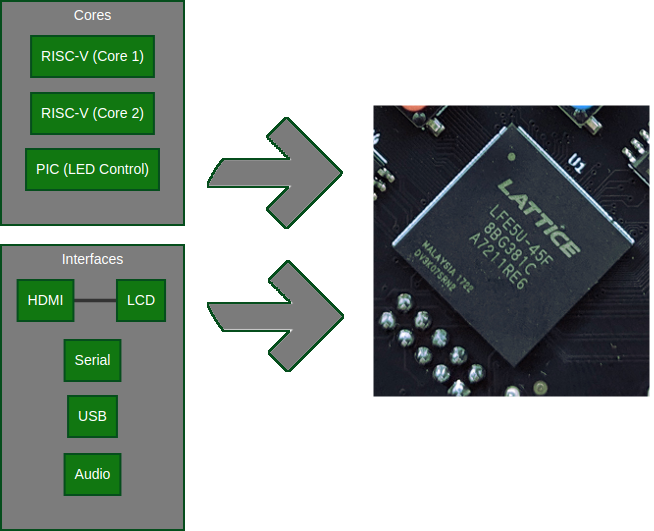 Cores
RISC-V (Core 1)
RISC-V (Core 2)
PIC (LED Control)
Interfaces
HDMI
LCD
Serial
USB
Audio
U1
LATTICE
LFE5U-45F
8BG381C
A7211RE6
MALAYSIA 1722
DV3K07SRN2